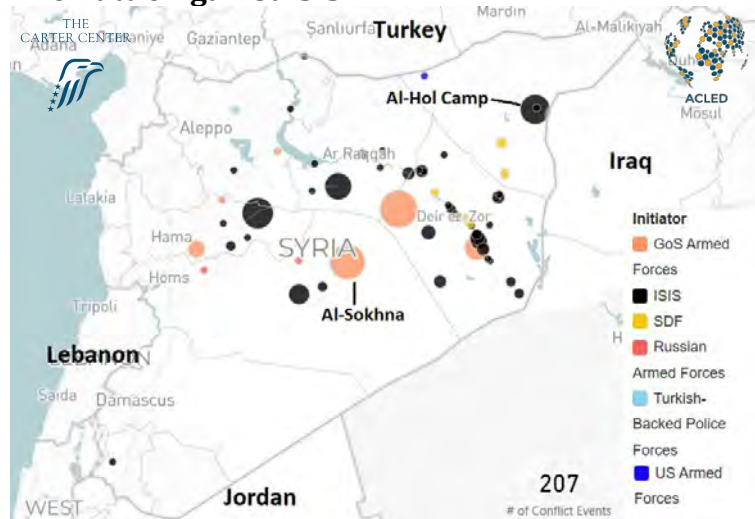 THE
CARTER CENTER
Turkey
Mardin
Şanlıurfa
Gaziantep
Adana
Al-Malikiyah
ACLED
Mosul
Al-Hol Camp
Aleppo
Ar Raqqah
Iraq
Latakia
Deir ez-Zor
Hama
SYRIA
Homs
Al-Sokhna
Tripoli
Lebanon
Saida
Damascus
WEST
Jordan
Initiator
GoS Armed
Forces
ISIS
SDF
Russian
Armed Forces
Turkish-
Backed Police
Forces
US Armed
Forces
207
# of Conflict Events